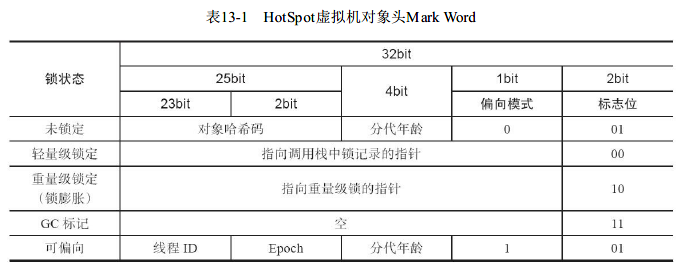 表13-1 HotSpot虚拟机对象头Mark Word
锁状态
32bit
25bit
4bit
1bit
2bit
23bit
2bit
偏向模式
标志位
未锁定 对象哈希码 分代年龄 0 01
轻量级锁定 指向调用栈中锁记录的指针 00
重量级锁定
（锁膨胀）
指向重量级锁的指针 10
GC 标记 空 11
可偏向 线程 ID Epoch 分代年龄 1 01